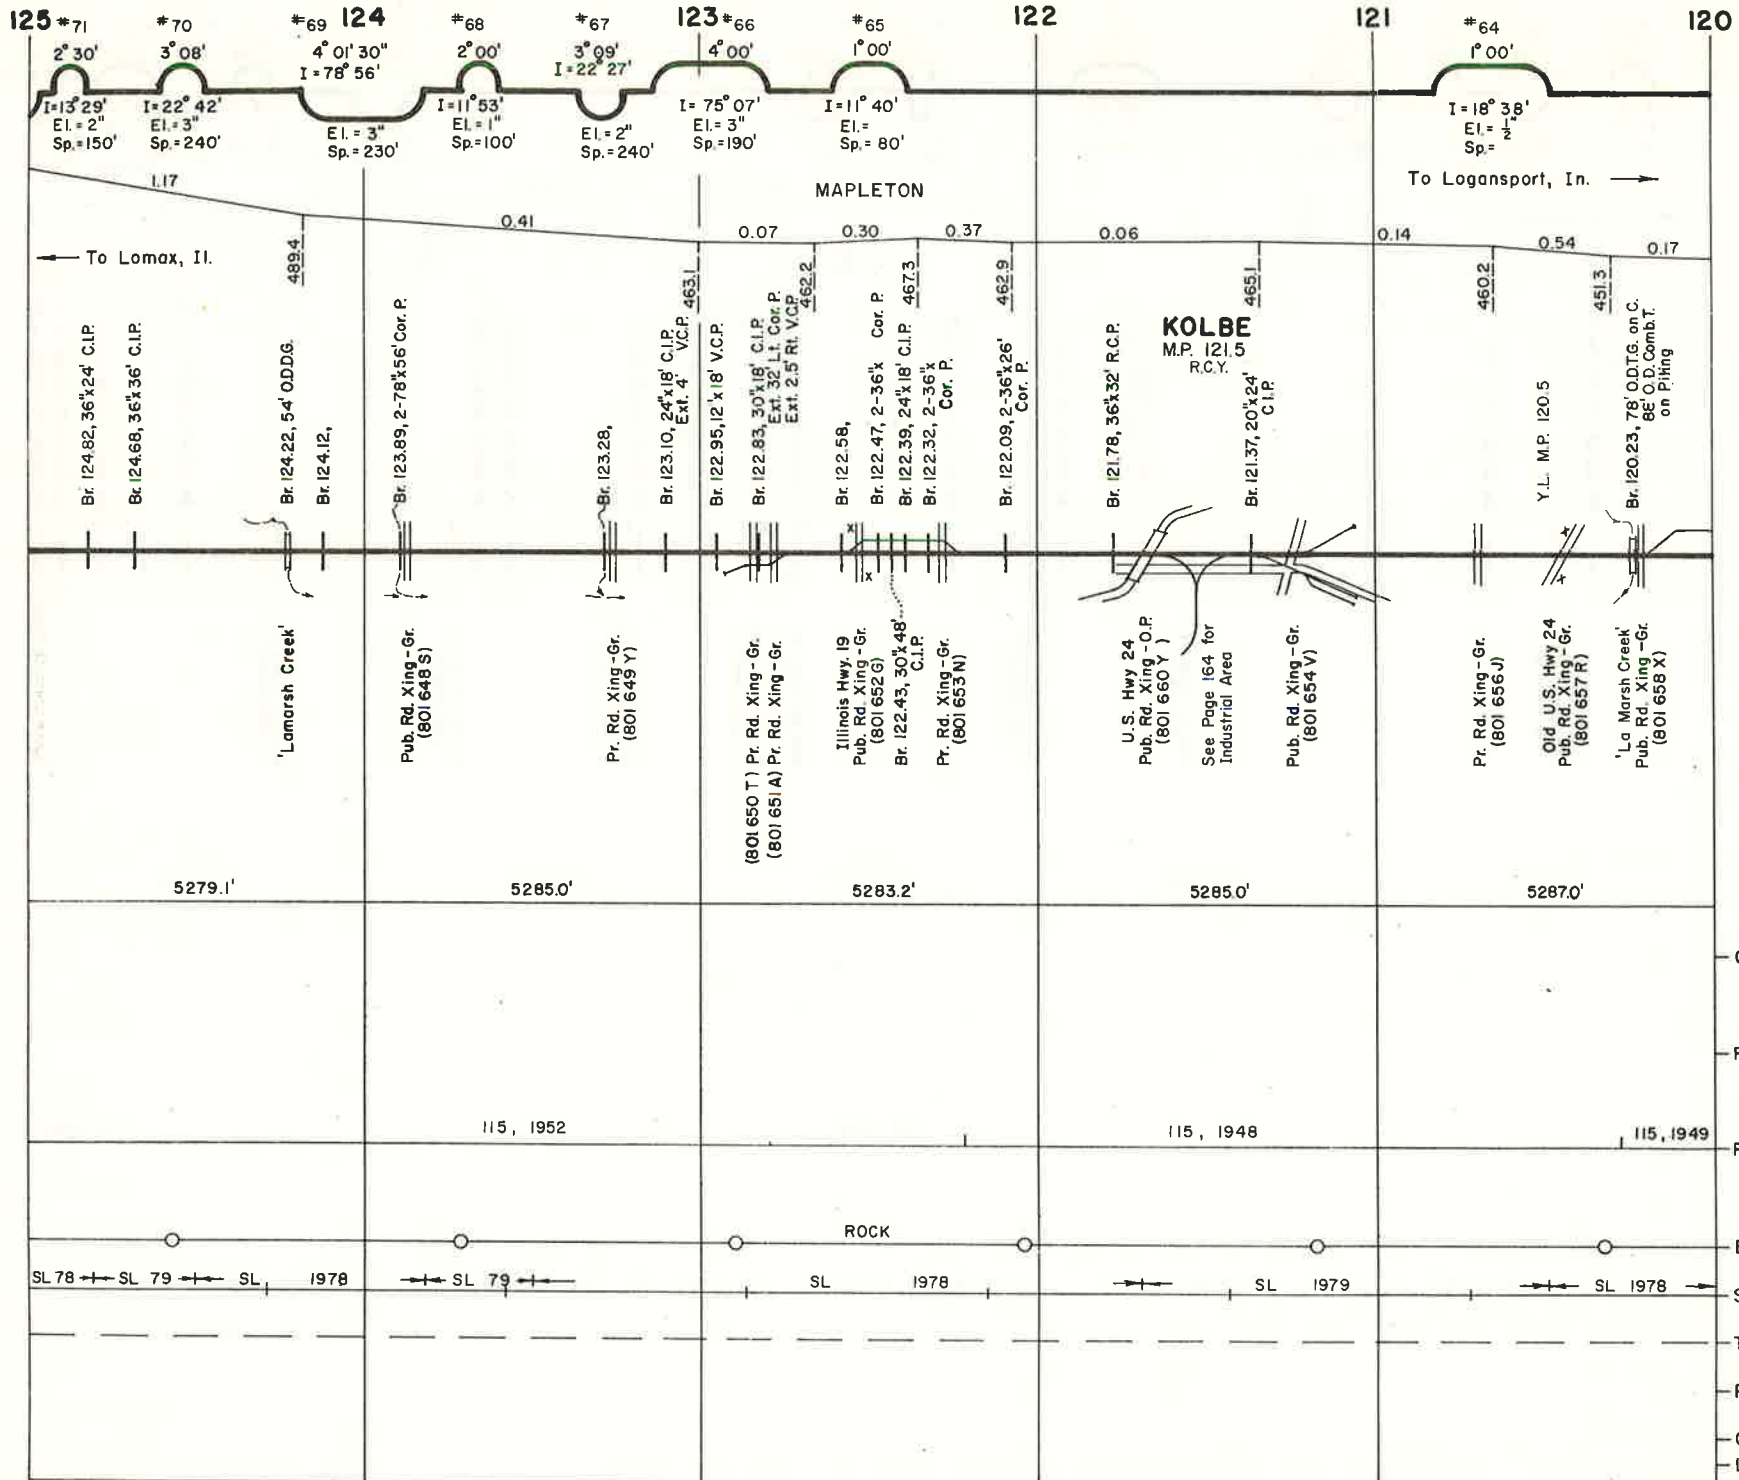 125 124 123 122 121 120
#71
2° 30'
I=13° 29'
El.= 2"
Sp.=150'
#70
3° 08'
I=22° 42'
El.=3"
Sp.=240'
#69
4° 01' 30"
I=78° 56'
El.= 3"
Sp.= 230'
#68
2° 00'
I=11° 53'
El.= 1"
Sp.=100'
#67
3° 09'
I=22° 27'
El.=2"
Sp.=240'
#66
4° 00'
I= 75° 07'
El.= 3"
Sp.=190'
#65
1° 00'
I=11° 40'
El.=
Sp.= 80'
#64
1° 00'
I=18° 38'
El.= ½"
Sp.=
To Logansport, In.
MAPLETON
1.17 0.41 0.07 0.30 0.37 0.06 0.14 0.54 0.17
To Lomax, Il.
489.4 463.1 462.2 467.3 462.9 465.1 460.2 451.3
KOLBE
M.P. 121.5
R.C.Y.
Br. 124.82, 36"x24' C.I.P.
Br. 124.68, 36"x36' C.I.P.
Br. 124.22, 54' O.D.D.G.
Br. 124.12,
Br. 123.89, 2-78"x56' Cor. P.
Br. 123.28,
Br. 123.10, 24"x18' C.I.P.
Ext. 4' V.C.P.
Br. 122.95, 12"x18' V.C.P.
Br. 122.83, 30"x18' C.I.P.
Ext. 32' Lt. Cor. P.
Ext. 2.5' Rt. V.C.P.
Br. 122.58,
Br. 122.47, 2-36"x Cor. P.
Br. 122.39, 24"x18' C.I.P.
Br. 122.32, 2-36"x
Cor. P.
Br. 122.09, 2-36"x26'
Cor. P.
Br. 121.78, 36"x32' R.C.P.
Br. 121.37, 20"x24'
C.I.P.
Y.L. M.P. 120.5
Br. 120.23, 78' O.D.T.G. on C.
86' O.D. Comb.T.
on Piling
x x x x
'Lamarsh Creek'
Pub. Rd. Xing-Gr.
(801 648 S)
Pr. Rd. Xing-Gr.
(801 649 Y)
(801 650 T) Pr. Rd. Xing-Gr.
(801 651 A) Pr. Rd. Xing-Gr.
Illinois Hwy. 19
Pub. Rd. Xing-Gr.
(801 652 G)
Br. 122.43, 30"x48'
C.I.P.
Pr. Rd. Xing-Gr.
(801 653 N)
U.S. Hwy 24
Pub. Rd. Xing-O.P.
(801 660 Y)
See Page 164 for
Industrial Area
Pub. Rd. Xing-Gr.
(801 654 V)
Pr. Rd. Xing-Gr.
(801 656 J)
Old U.S. Hwy 24
Pub. Rd. Xing-Gr.
(801 657 R)
'La Marsh Creek'
Pub. Rd. Xing-Gr.
(801 658 X)
5279.1' 5285.0' 5283.2' 5285.0' 5287.0'
115, 1952 115, 1948 115, 1949
ROCK
SL 78 SL 79 SL 1978 SL 79 SL 1978 SL 1979 SL 1978